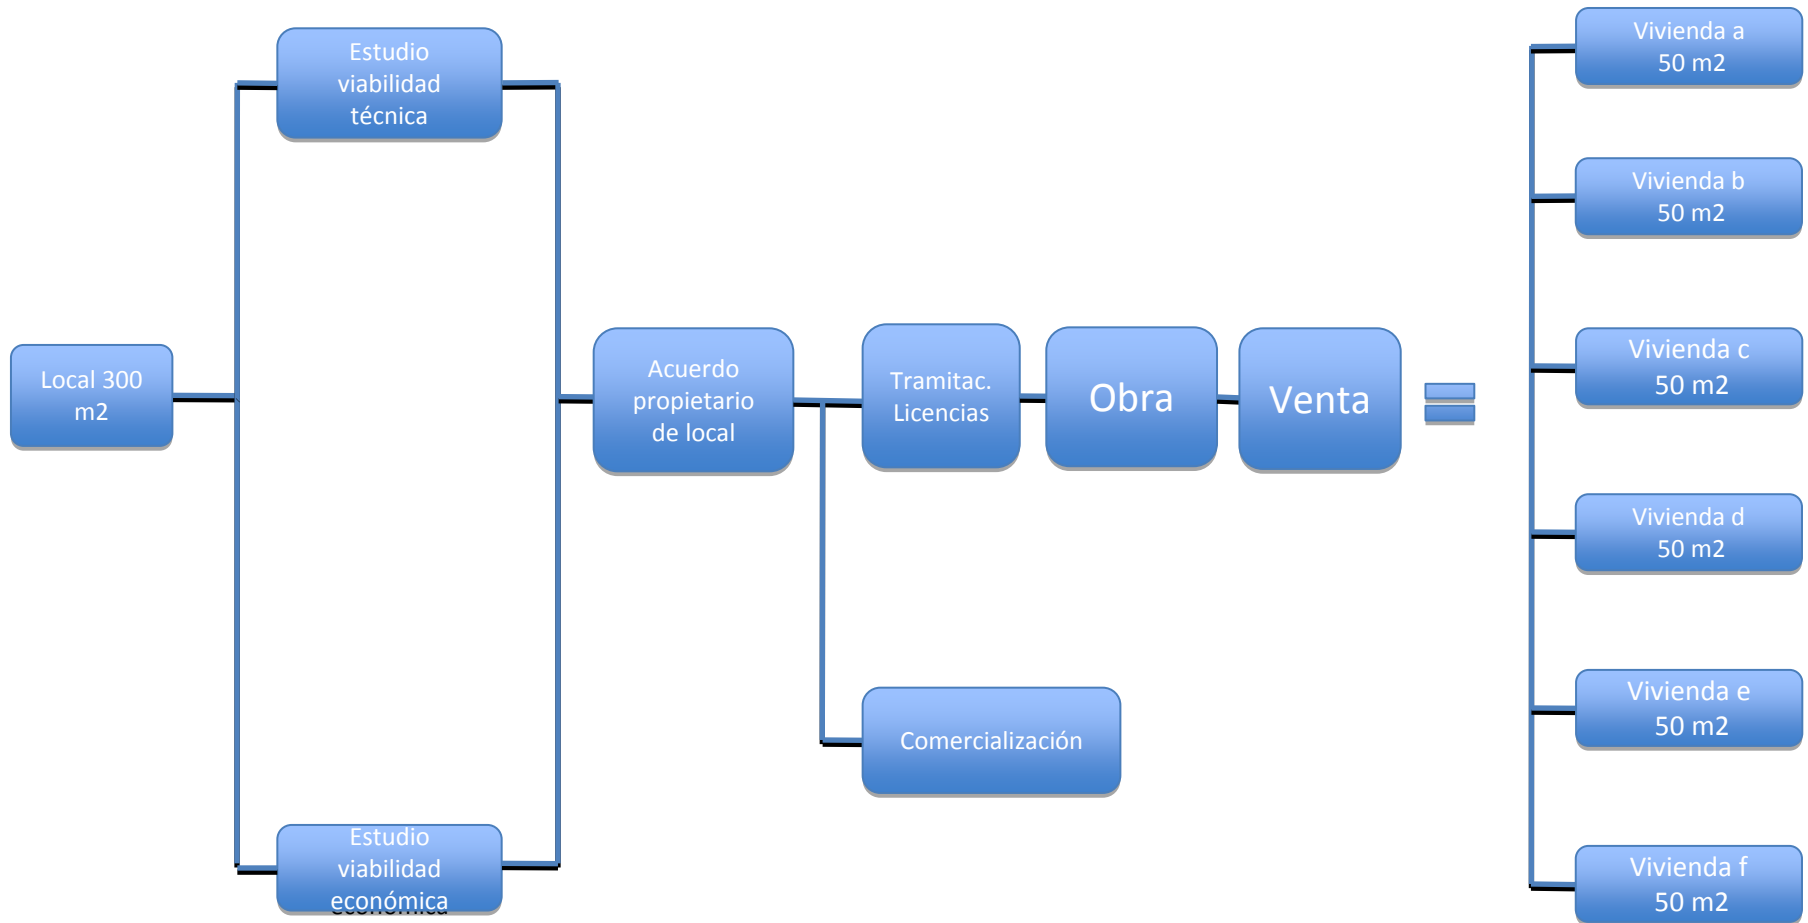 Local 300
m2
Estudio
viabilidad
técnica
Estudio
viabilidad
económica
Acuerdo
propietario
de local
Tramitac.
Licencias
Comercialización
Obra
Venta
Vivienda a
50 m2
Vivienda b
50 m2
Vivienda c
50 m2
Vivienda d
50 m2
Vivienda e
50 m2
Vivienda f
50 m2